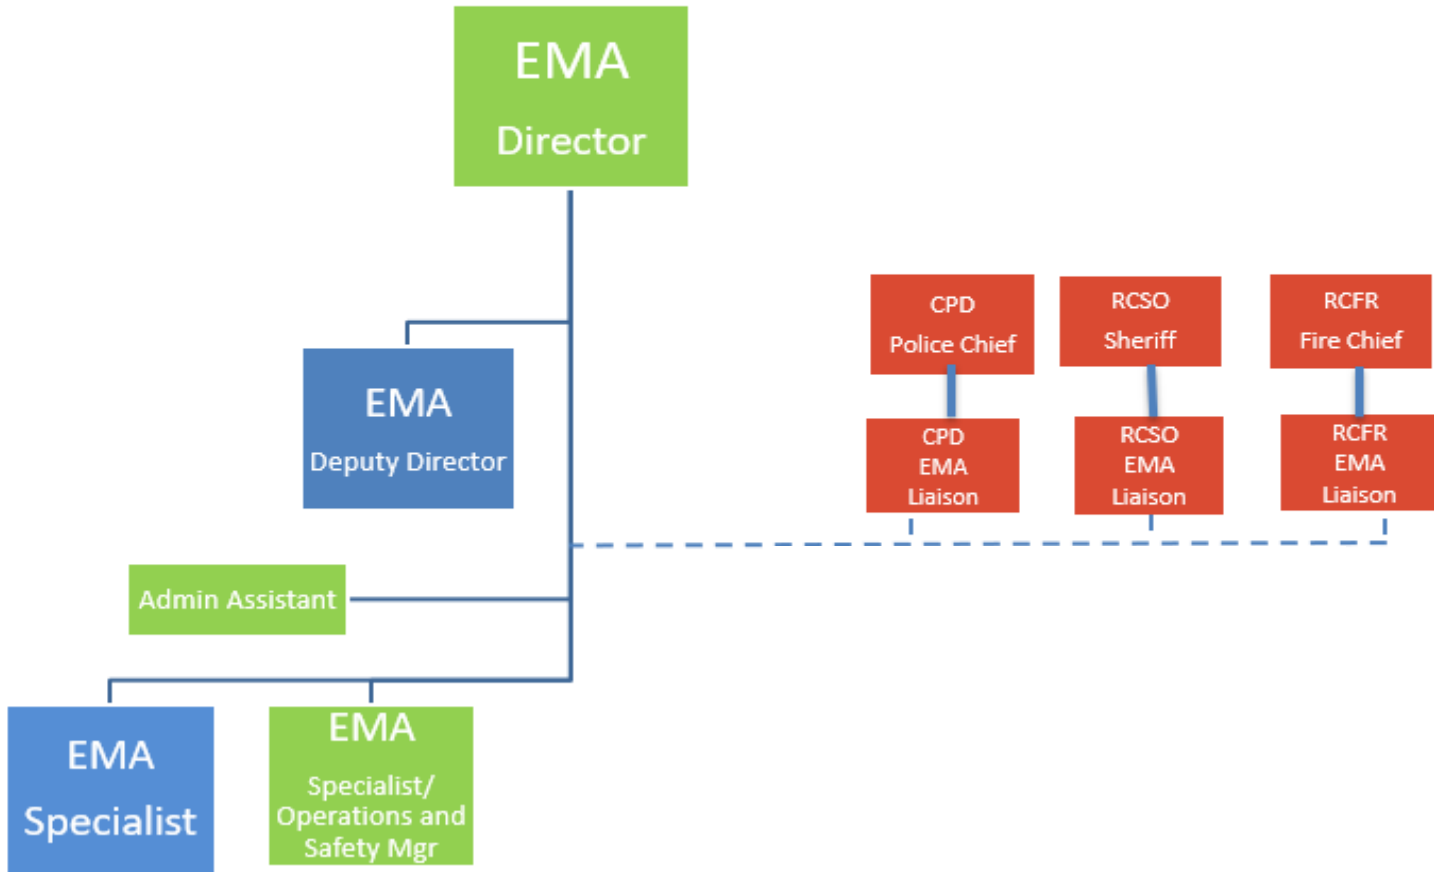 EMA
Director
CPD
Police Chief
RCSO
Sheriff
RCFR
Fire Chief
EMA
Deputy Director
CPD
EMA
Liaison
RCSO
EMA
Liaison
RCFR
EMA
Liaison
Admin Assistant
EMA
Specialist
EMA
Specialist/
Operations and
Safety Mgr